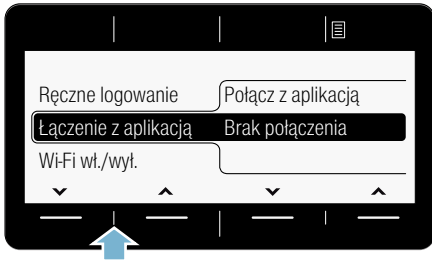 Ręczne logowanie
Połącz z aplikacją
Łączenie z aplikacją
Brak połączenia
Wi-Fi wł./wył.